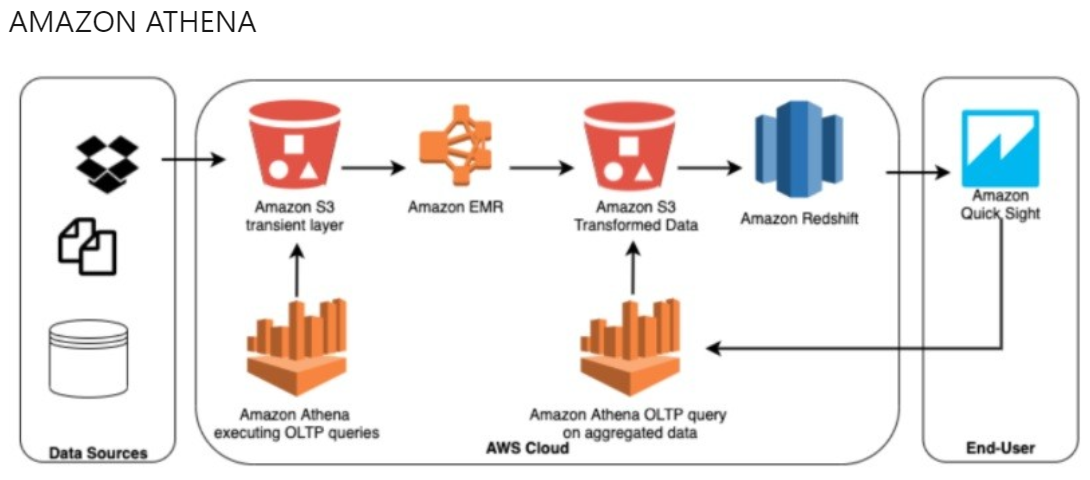 AMAZON ATHENA
Amazon S3
transient layer
Amazon EMR
Amazon S3
Transformed Data
Amazon Redshift
Amazon
Quick Sight
Amazon Athena
executing OLTP queries
Amazon Athena OLTP query
on aggregated data
Data Sources
AWS Cloud
End-User